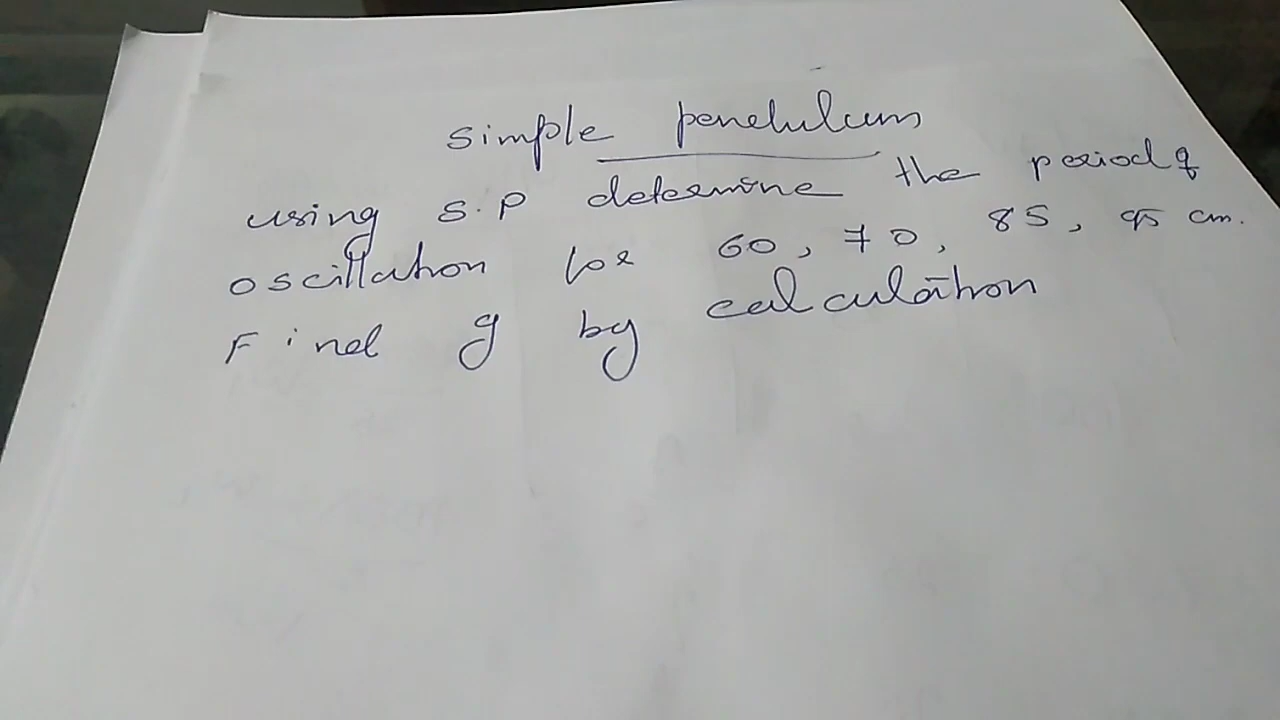 simple pendulum
using S.P determine the period of
oscillation for 60, 70, 85, 95 cm.
Find g by calculation